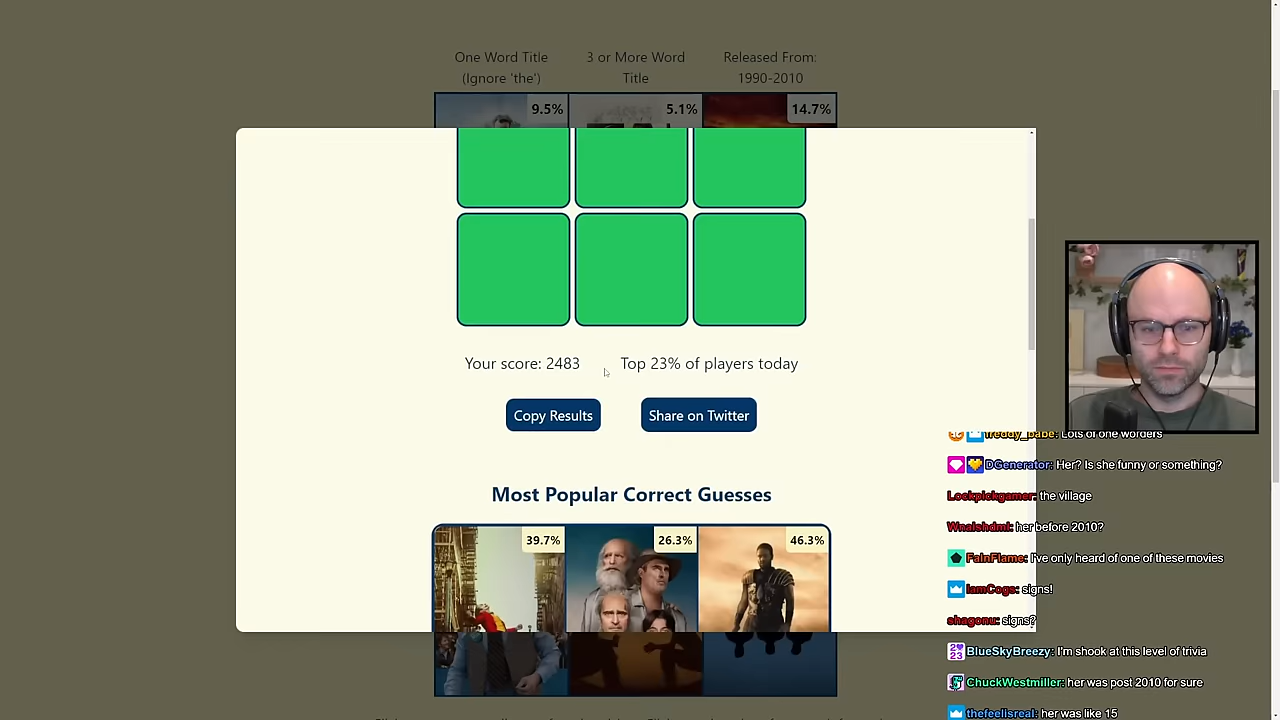 One Word Title
(Ignore 'the')
3 or More Word
Title
Released From:
1990-2010
9.5%
5.1%
14.7%
Your score: 2483
Top 23% of players today
Copy Results
Share on Twitter
Most Popular Correct Guesses
39.7%
26.3%
46.3%
freddy_babe: Lots of one worders
DGenerator: Her? Is she funny or something?
Lockpickgamer: the village
Wnaishdmi: her before 2010?
FainFlame: I've only heard of one of these movies
IamCogs: signs!
shagonu: signs?
BlueSkyBreezy: I'm shook at this level of trivia
ChuckWestmiller: her was post 2010 for sure
thefeelsreal: her was like 15